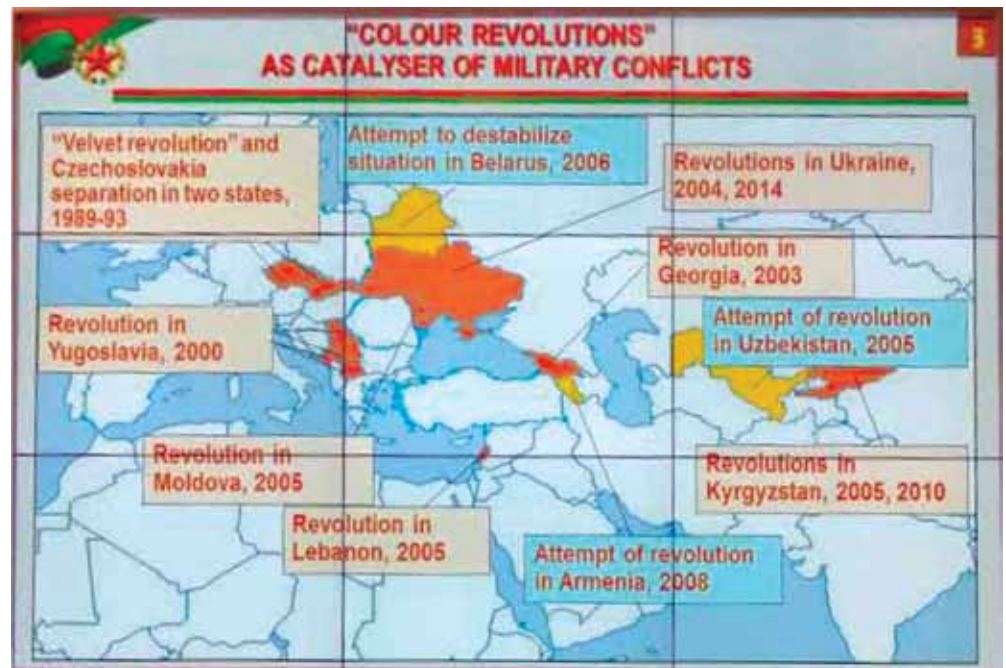 "COLOUR REVOLUTIONS"
AS CATALYSER OF MILITARY CONFLICTS
3
"Velvet revolution" and
Czechoslovakia
separation in two states,
1989-93
Attempt to destabilize
situation in Belarus, 2006
Revolutions in Ukraine,
2004, 2014
Revolution in
Georgia, 2003
Revolution in
Yugoslavia, 2000
Attempt of revolution
in Uzbekistan, 2005
Revolution in
Moldova, 2005
Revolutions in
Kyrgyzstan, 2005, 2010
Revolution in
Lebanon, 2005
Attempt of revolution
in Armenia, 2008